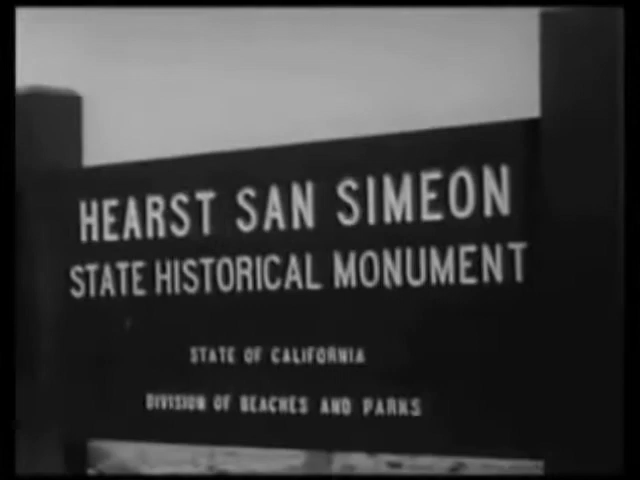 HEARST SAN SIMEON
STATE HISTORICAL MONUMENT
STATE OF CALIFORNIA
DIVISION OF BEACHES AND PARKS